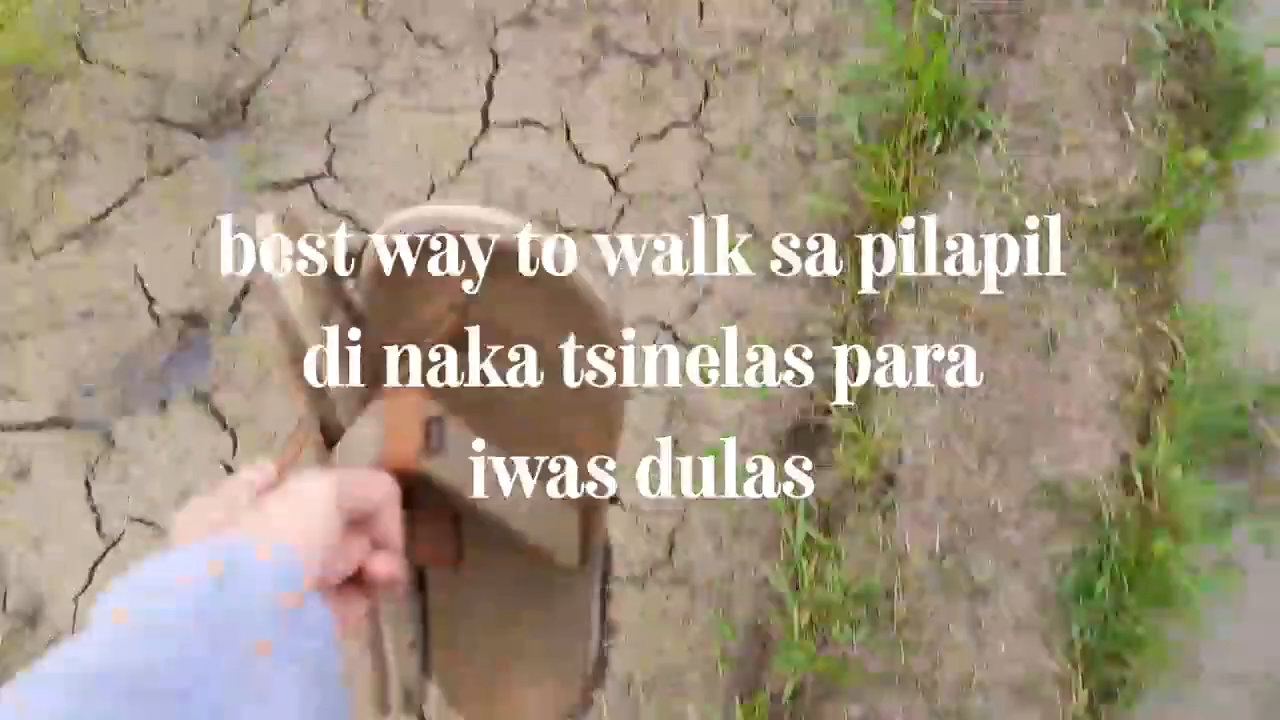 best way to walk sa pilapil
di naka tsinelas para
iwas dulas